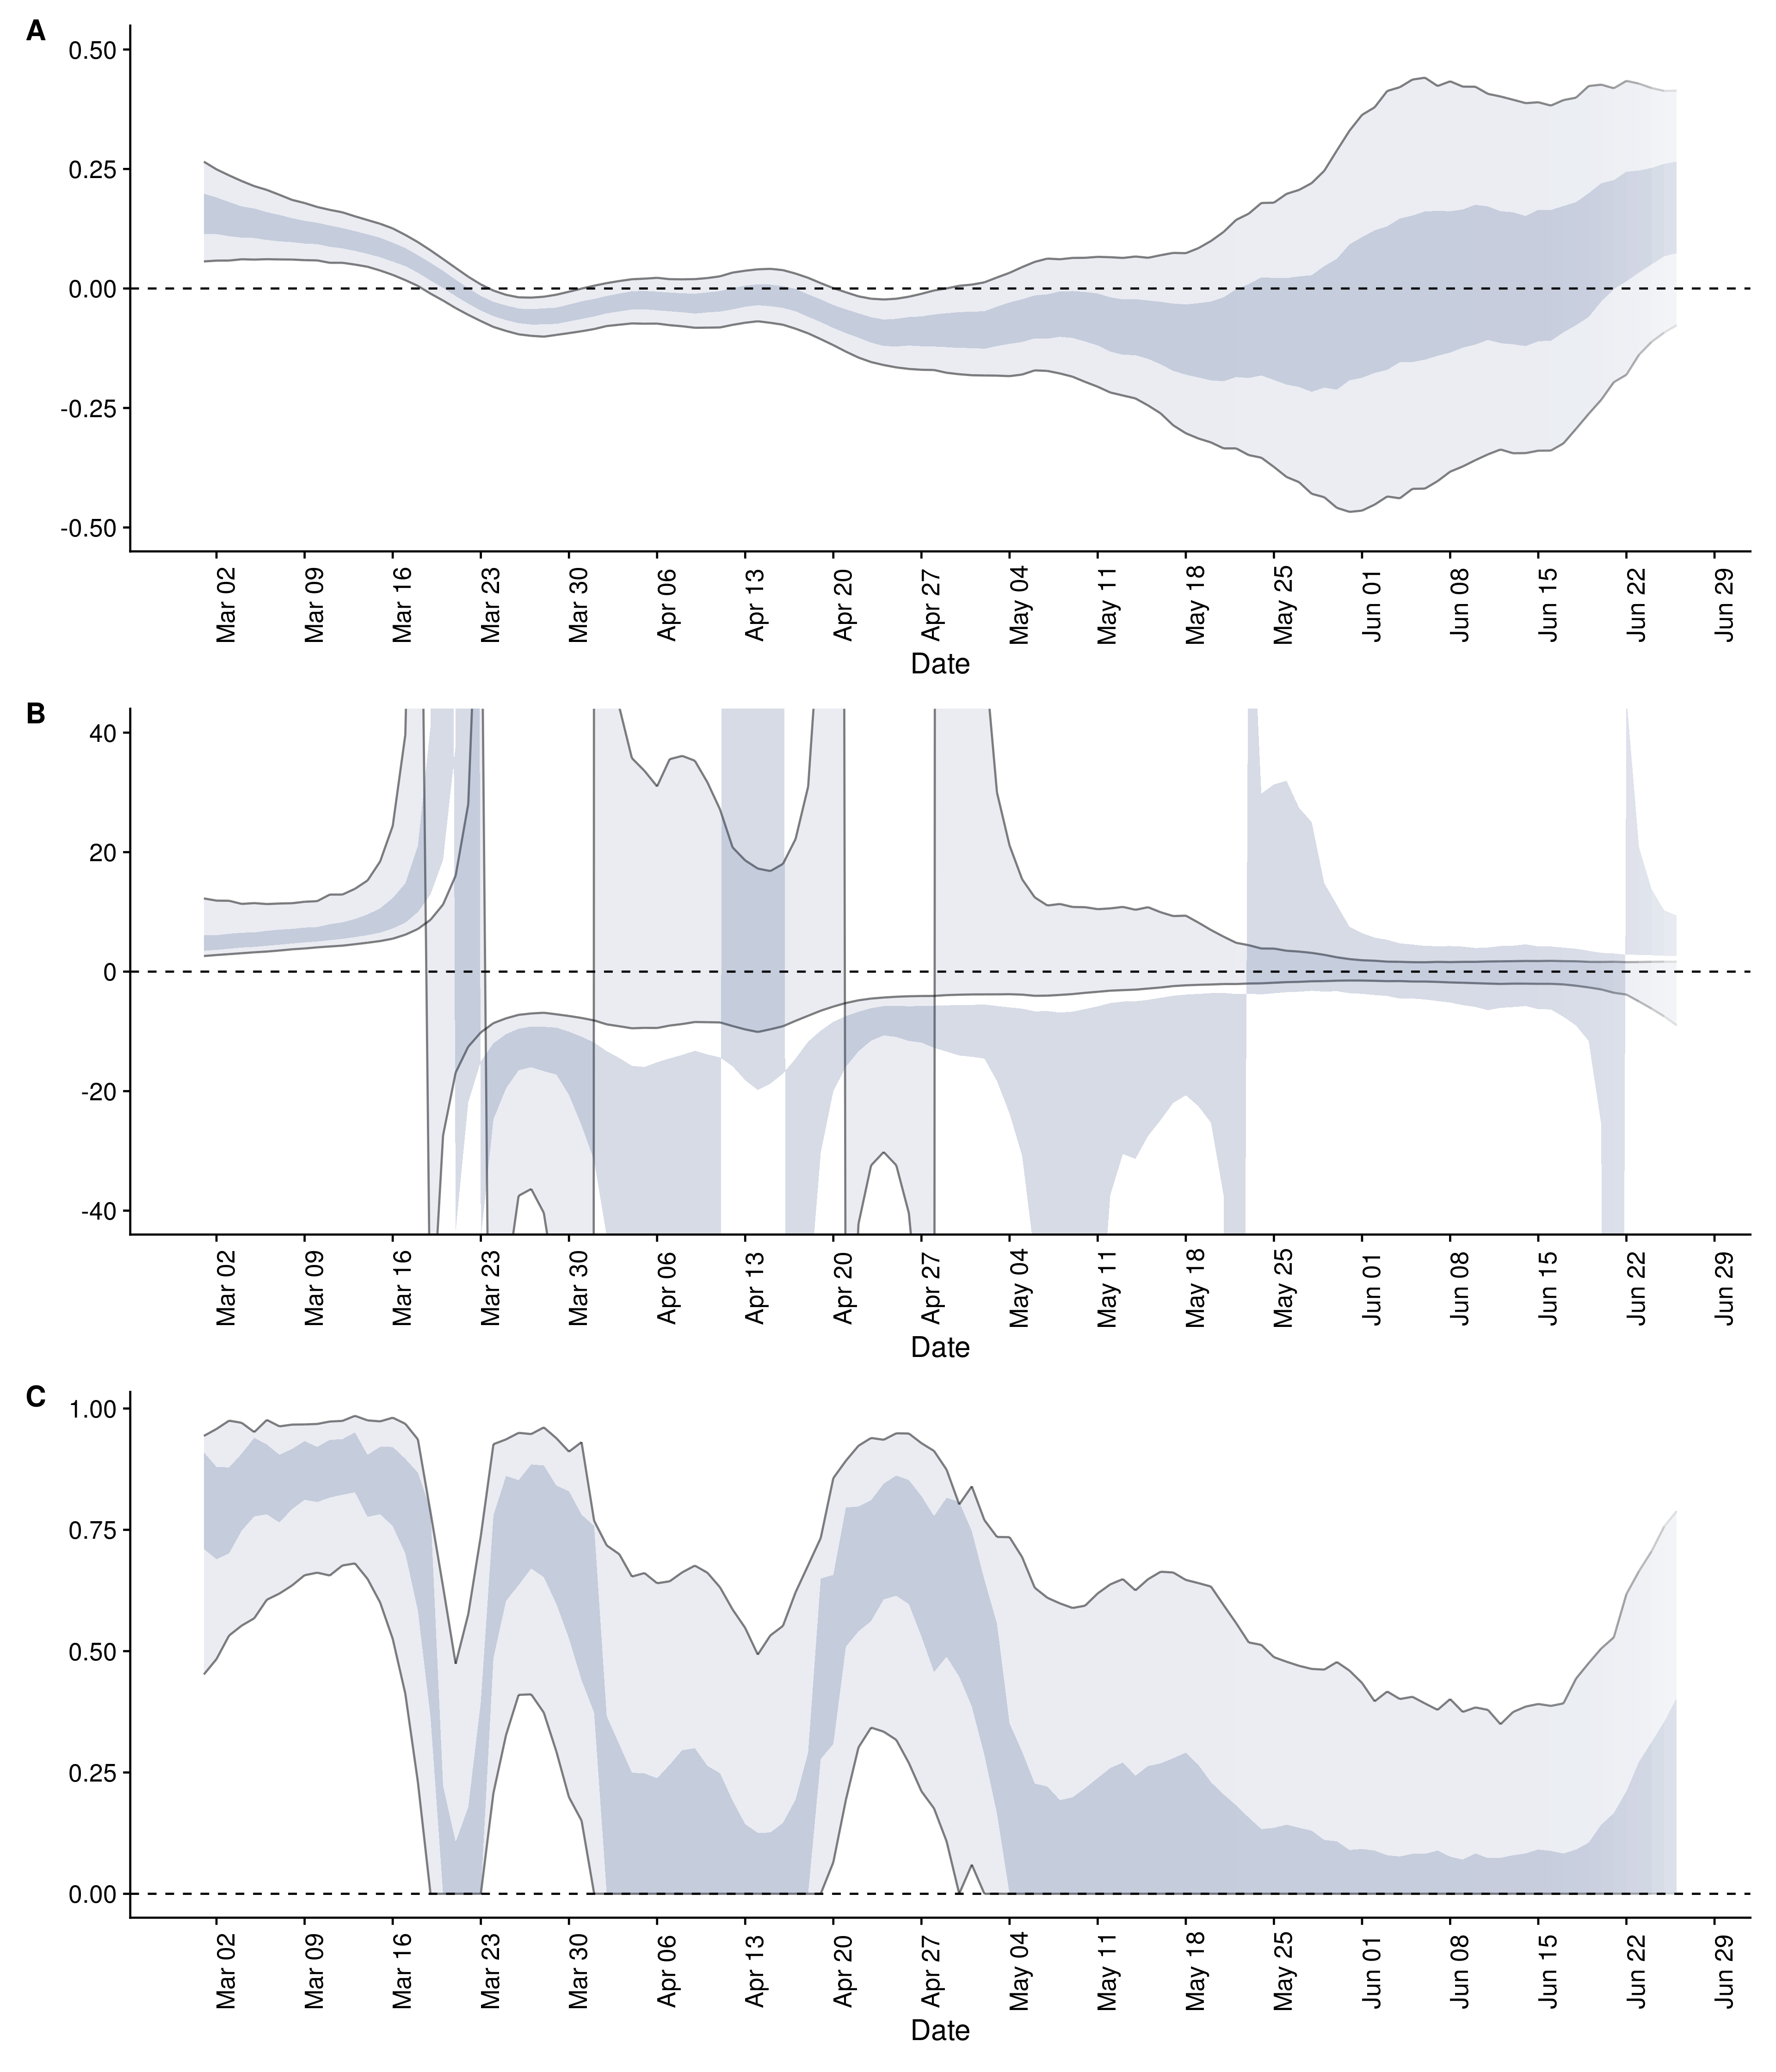 A
0.50
0.25
0.00
-0.25
-0.50
Mar 02
Mar 09
Mar 16
Mar 23
Mar 30
Apr 06
Apr 13
Apr 20
Apr 27
May 04
May 11
May 18
May 25
Jun 01
Jun 08
Jun 15
Jun 22
Jun 29
Date
B
40
20
0
-20
-40
Mar 02
Mar 09
Mar 16
Mar 23
Mar 30
Apr 06
Apr 13
Apr 20
Apr 27
May 04
May 11
May 18
May 25
Jun 01
Jun 08
Jun 15
Jun 22
Jun 29
Date
C
1.00
0.75
0.50
0.25
0.00
Mar 02
Mar 09
Mar 16
Mar 23
Mar 30
Apr 06
Apr 13
Apr 20
Apr 27
May 04
May 11
May 18
May 25
Jun 01
Jun 08
Jun 15
Jun 22
Jun 29
Date